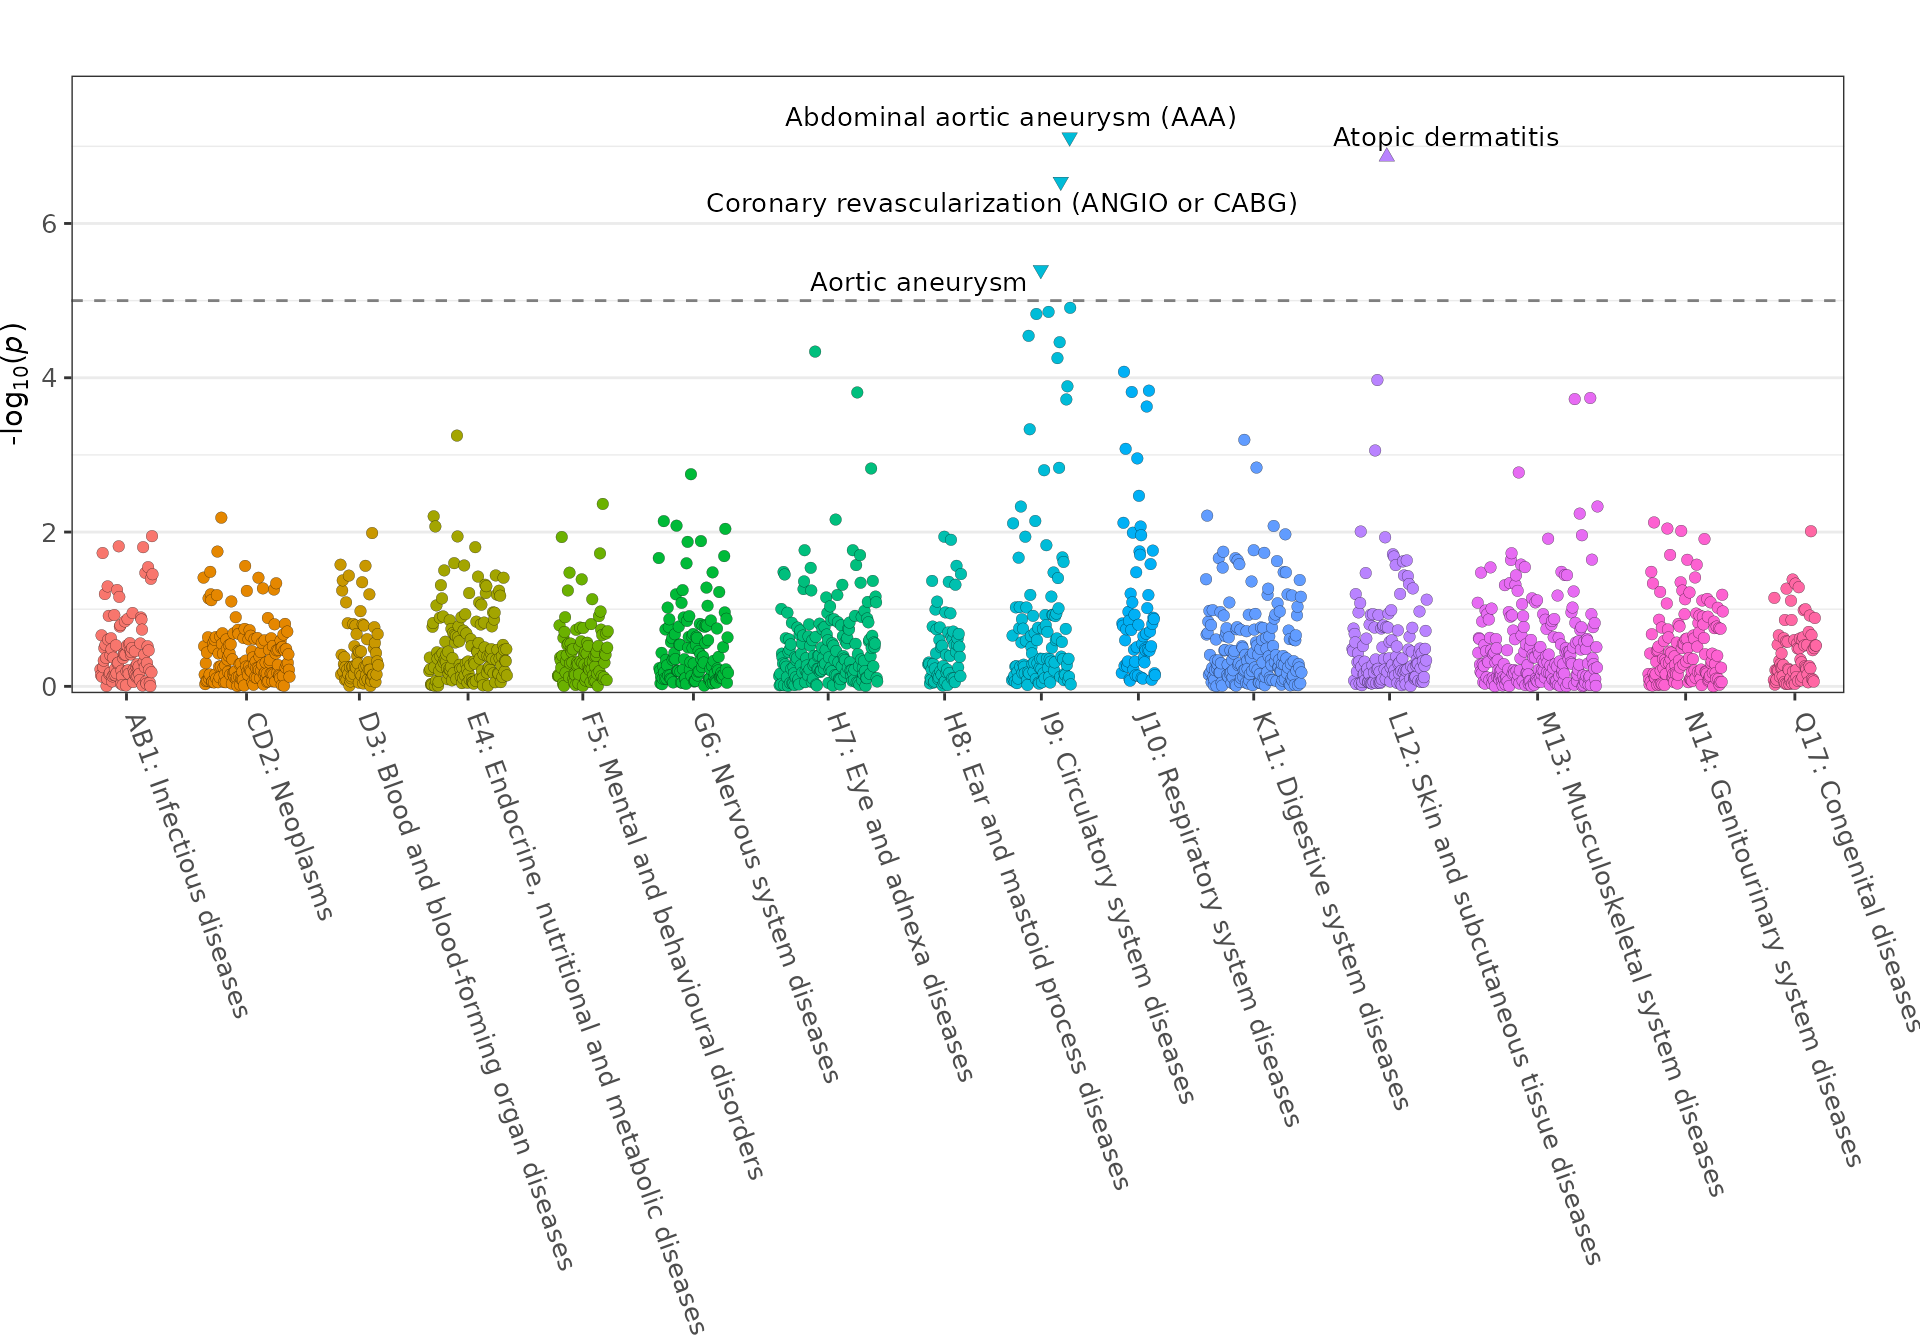 Abdominal aortic aneurysm (AAA)
Atopic dermatitis
Coronary revascularization (ANGIO or CABG)
Aortic aneurysm
-log10(p)
6
4
2
0
AB1: Infectious diseases
CD2: Neoplasms
D3: Blood and blood-forming organ diseases
E4: Endocrine, nutritional and metabolic diseases
F5: Mental and behavioural disorders
G6: Nervous system diseases
H7: Eye and adnexa diseases
H8: Ear and mastoid process diseases
I9: Circulatory system diseases
J10: Respiratory system diseases
K11: Digestive system diseases
L12: Skin and subcutaneous tissue diseases
M13: Musculoskeletal system diseases
N14: Genitourinary system diseases
Q17: Congenital diseases